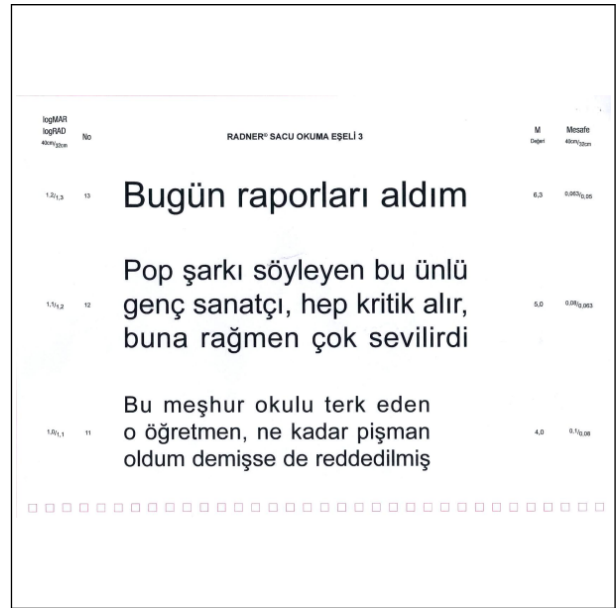 logMAR
logRAD No RADNER® SACU OKUMA EŞELİ 3 M Mesafe
40cm/32cm Değeri 40cm/32cm
1,2/1,3 13 Bugün raporları aldım 6,3 0,063/0,05
Pop şarkı söyleyen bu ünlü
1,1/1,2 12 genç sanatçı, hep kritik alır, 5,0 0,08/0,063
buna rağmen çok sevilirdi
Bu meşhur okulu terk eden
1,0/1,1 11 o öğretmen, ne kadar pişman 4,0 0,1/0,08
oldum demişse de reddedilmiş